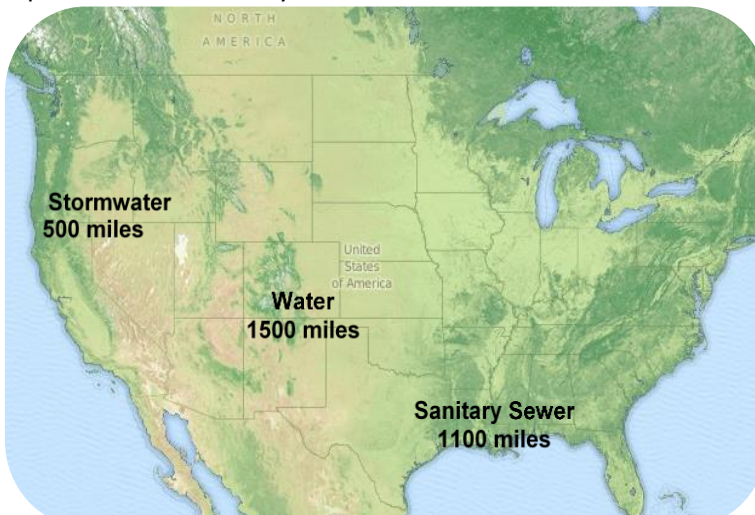 NORTH
AMERICA
Stormwater
500 miles
United
States
of America
Water
1500 miles
Sanitary Sewer
1100 miles